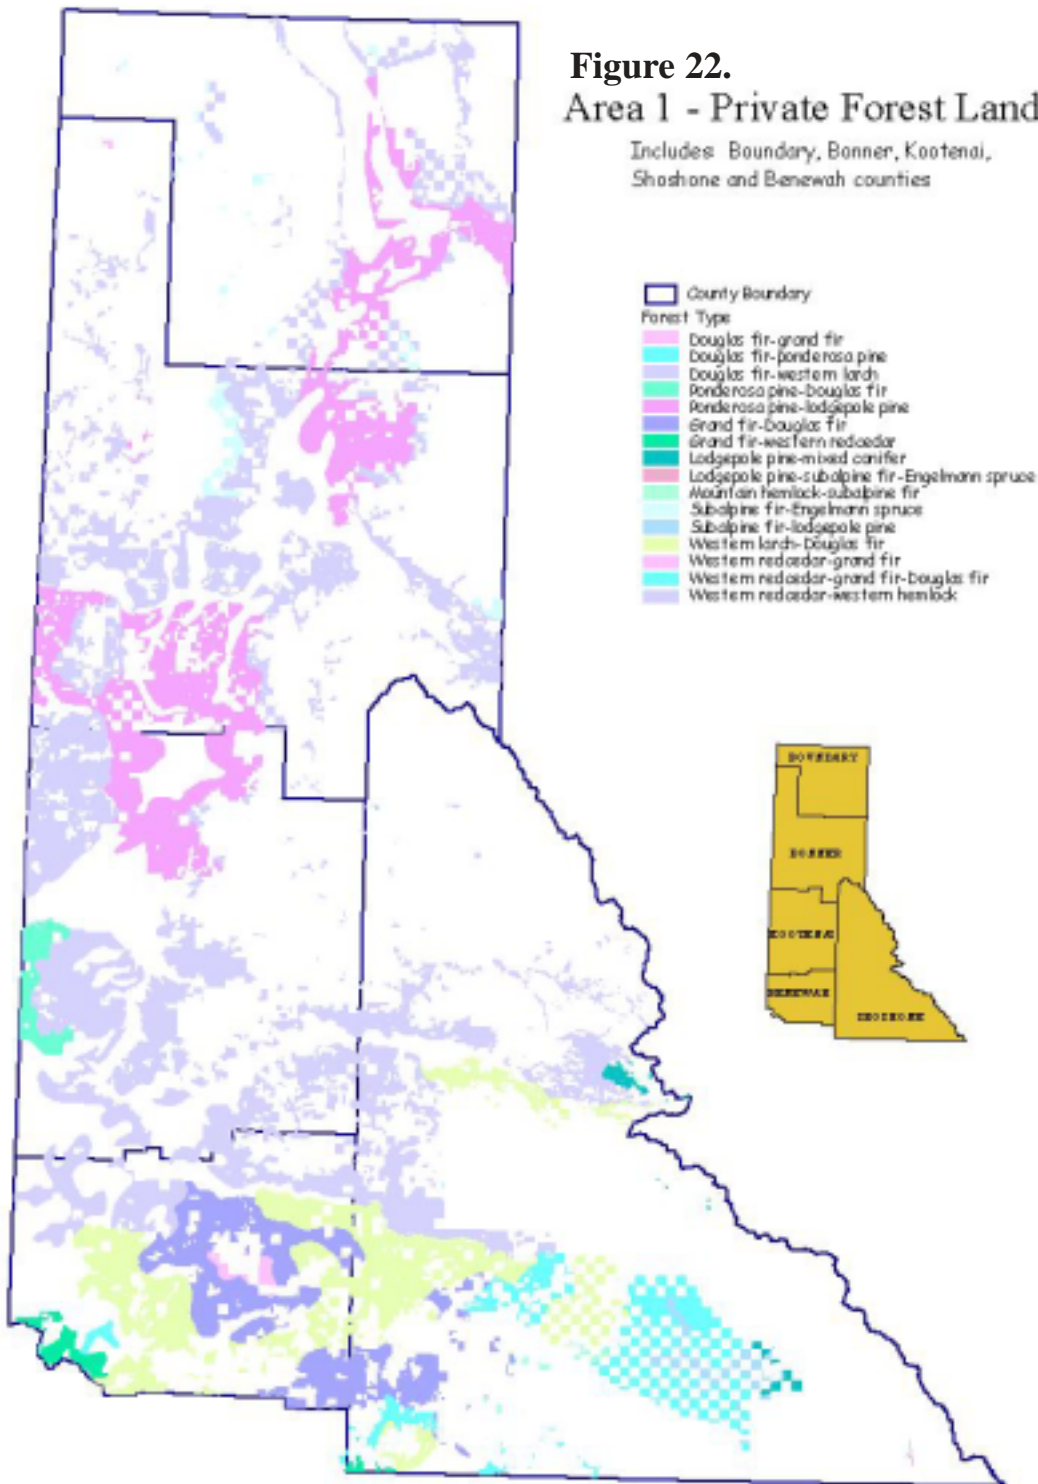 Figure 22.
Area 1 - Private Forest Land
Includes: Boundary, Bonner, Kootenai,
Shoshone and Benewah counties
County Boundary
Forest Type
Douglas fir-grand fir
Douglas fir-ponderosa pine
Douglas fir-western larch
Ponderosa pine-Douglas fir
Ponderosa pine-lodgepole pine
Grand fir-Douglas fir
Grand fir-western redcedar
Lodgepole pine-mixed conifer
Lodgepole pine-subalpine fir-Engelmann spruce
Mountain hemlock-subalpine fir
Subalpine fir-Engelmann spruce
Subalpine fir-lodgepole pine
Western larch-Douglas fir
Western redcedar-grand fir
Western redcedar-grand fir-Douglas fir
Western redcedar-western hemlock
BOUNDARY
BONNER
KOOTENAI
BENEWAH
SHOSHONE